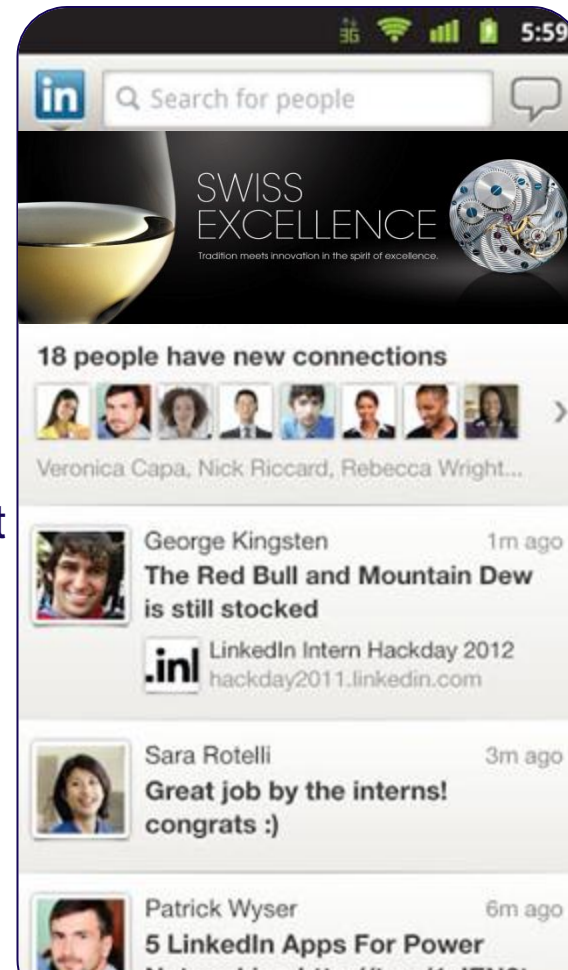 3G
5:59
in
Search for people
SWISS
EXCELLENCE
Tradition meets innovation in the spirit of excellence.
18 people have new connections
Veronica Capa, Nick Riccard, Rebecca Wright...
t
George Kingsten 1m ago
The Red Bull and Mountain Dew
is still stocked
.in
LinkedIn Intern Hackday 2012
hackday2011.linkedin.com
Sara Rotelli 3m ago
Great job by the interns!
congrats :)
Patrick Wyser 6m ago
5 LinkedIn Apps For Power